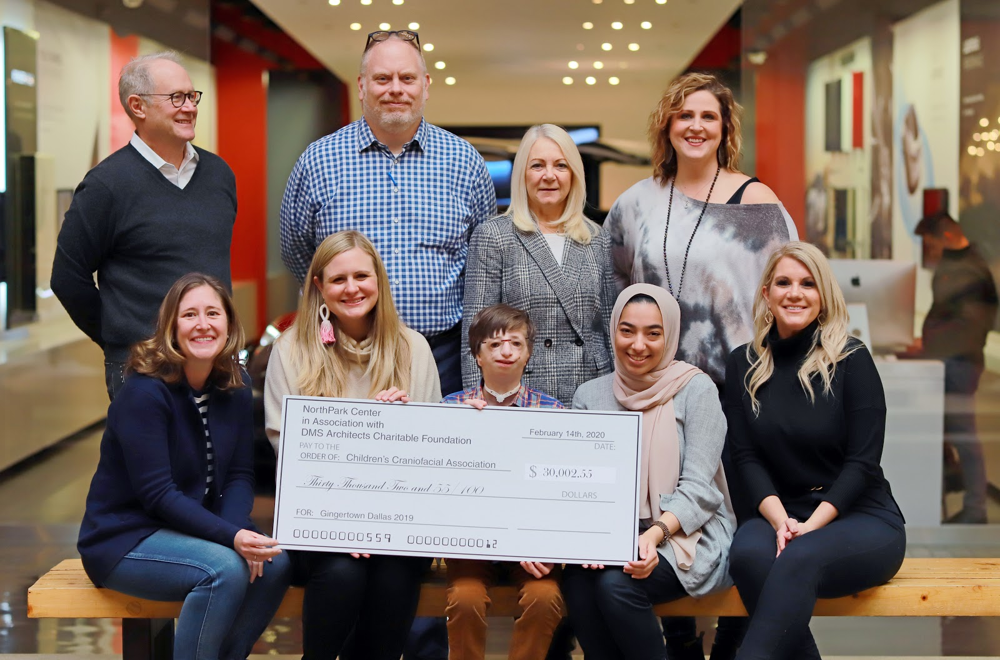 NorthPark Center
in Association with
DMS Architects Charitable Foundation
February 14th, 2020
DATE:
PAY TO THE
ORDER OF: Children's Craniofacial Association
$ 30,002.55
Thirty Thousand Two and 55/100
DOLLARS
FOR: Gingertown Dallas 2019
00000000559 00000000012